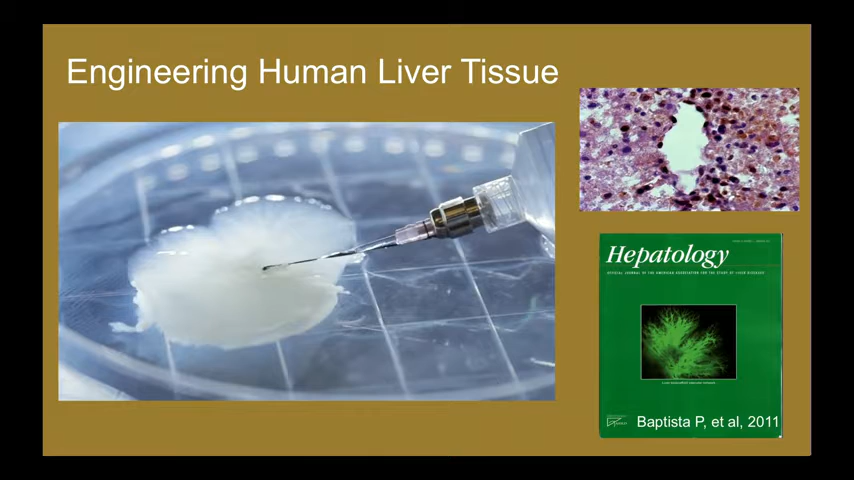 Engineering Human Liver Tissue
Hepatology
OFFICIAL JOURNAL OF THE AMERICAN ASSOCIATION FOR THE STUDY OF LIVER DISEASES
Baptista P, et al, 2011